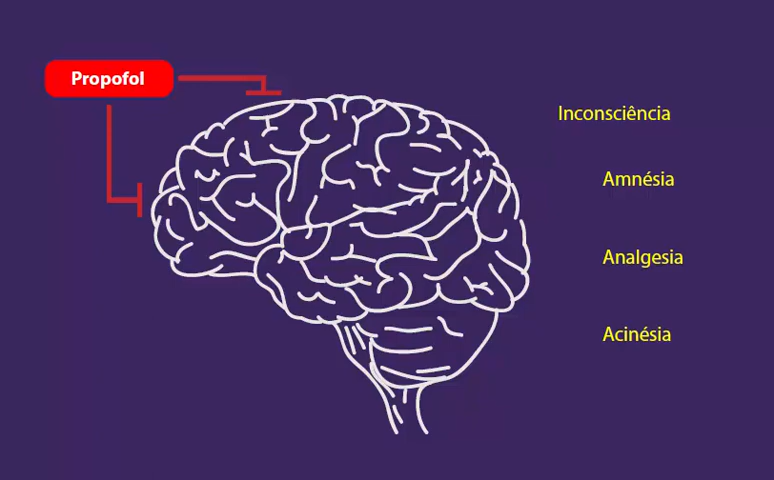 Propofol
Inconsciência
Amnésia
Analgesia
Acinésia